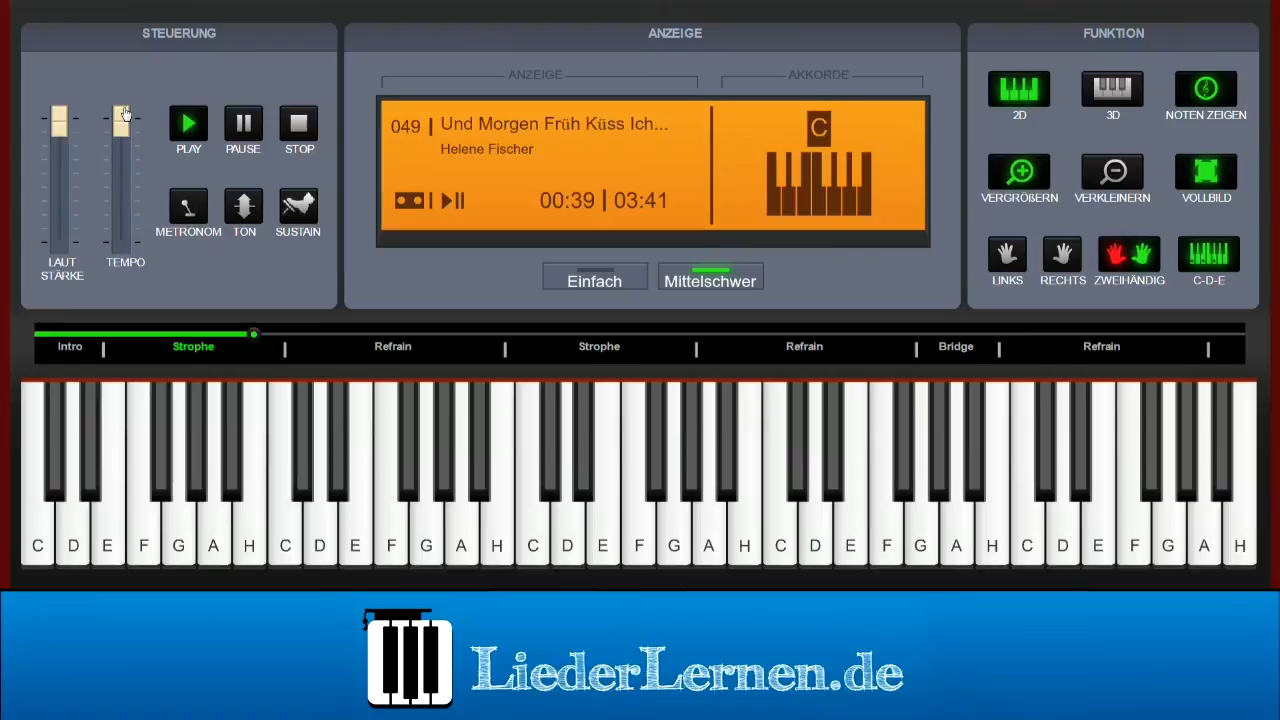 STEUERUNG
ANZEIGE
FUNKTION
ANZEIGE
AKKORDE
049 | Und Morgen Früh Küss Ich...
Helene Fischer
00:39 | 03:41
C
PLAY
PAUSE
STOP
METRONOM
TON
SUSTAIN
LAUT
STÄRKE
TEMPO
Einfach
Mittelschwer
2D
3D
NOTEN ZEIGEN
VERGRÖßERN
VERKLEINERN
VOLLBILD
LINKS
RECHTS
ZWEIHÄNDIG
C-D-E
Intro
Strophe
Refrain
Strophe
Refrain
Bridge
Refrain
C D E F G A H C D E F G A H C D E F G A H C D E F G A H C D E F G A H
LiederLernen.de